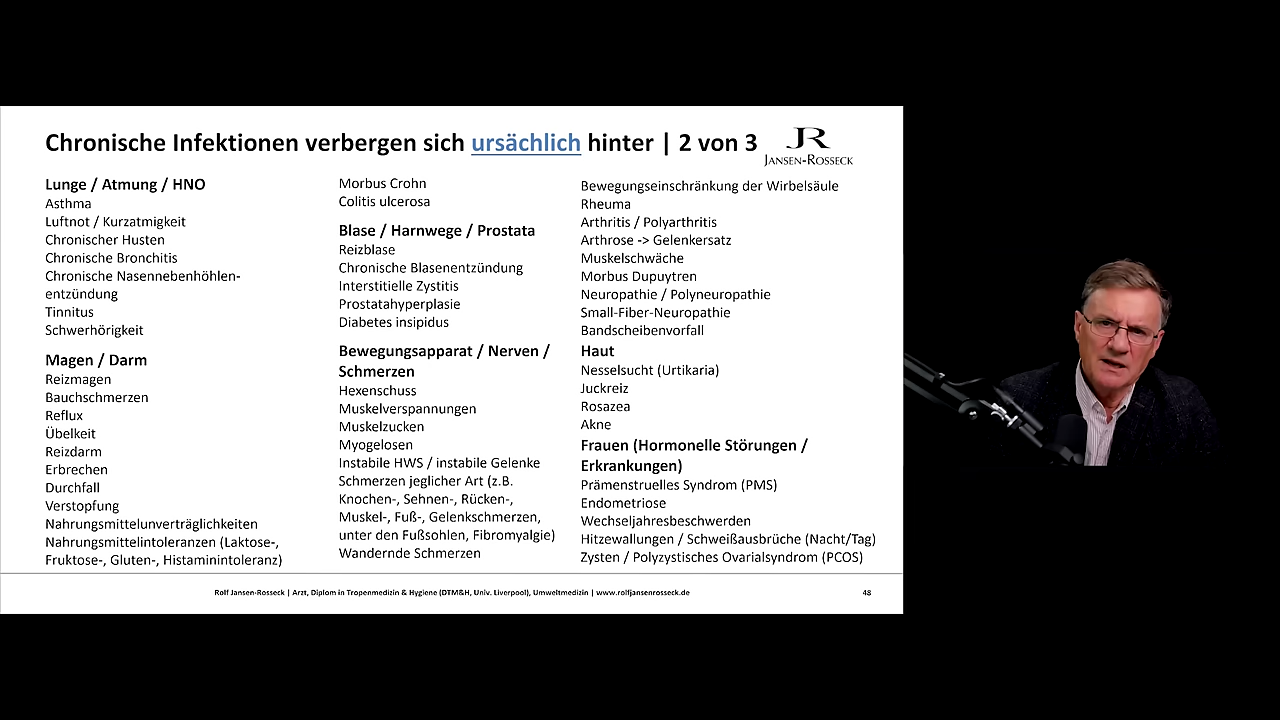 Chronische Infektionen verbergen sich ursächlich hinter | 2 von 3
JR
JANSEN-ROSSECK
Lunge / Atmung / HNO
Asthma
Luftnot / Kurzatmigkeit
Chronischer Husten
Chronische Bronchitis
Chronische Nasennebenhöhlen-
entzündung
Tinnitus
Schwerhörigkeit
Magen / Darm
Reizmagen
Bauchschmerzen
Reflux
Übelkeit
Reizdarm
Erbrechen
Durchfall
Verstopfung
Nahrungsmittelunverträglichkeiten
Nahrungsmittelintoleranzen (Laktose-,
Fruktose-, Gluten-, Histaminintoleranz)
Morbus Crohn
Colitis ulcerosa
Blase / Harnwege / Prostata
Reizblase
Chronische Blasenentzündung
Interstitielle Zystitis
Prostatahyperplasie
Diabetes insipidus
Bewegungsapparat / Nerven /
Schmerzen
Hexenschuss
Muskelverspannungen
Muskelzucken
Myogelosen
Instabile HWS / instabile Gelenke
Schmerzen jeglicher Art (z.B.
Knochen-, Sehnen-, Rücken-,
Muskel-, Fuß-, Gelenkschmerzen,
unter den Fußsohlen, Fibromyalgie)
Wandernde Schmerzen
Bewegungseinschränkung der Wirbelsäule
Rheuma
Arthritis / Polyarthritis
Arthrose -> Gelenkersatz
Muskelschwäche
Morbus Dupuytren
Neuropathie / Polyneuropathie
Small-Fiber-Neuropathie
Bandscheibenvorfall
Haut
Nesselsucht (Urtikaria)
Juckreiz
Rosazea
Akne
Frauen (Hormonelle Störungen /
Erkrankungen)
Prämenstruelles Syndrom (PMS)
Endometriose
Wechseljahresbeschwerden
Hitzewallungen / Schweißausbrüche (Nacht/Tag)
Zysten / Polyzystisches Ovarialsyndrom (PCOS)
Rolf Jansen-Rosseck | Arzt, Diplom in Tropenmedizin & Hygiene (DTM&H, Univ. Liverpool), Umweltmedizin | www.rolfjansenrosseck.de
48